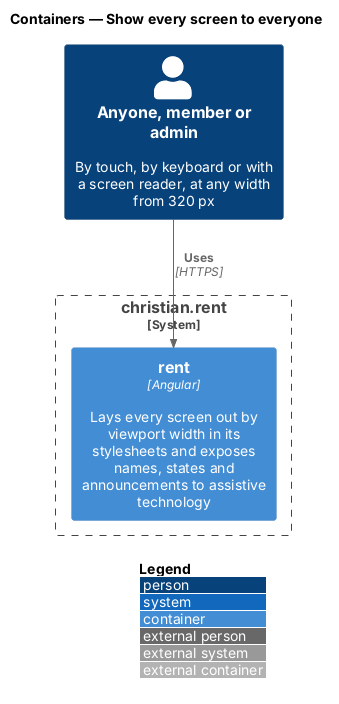 Containers — Show every screen to everyone
Anyone, member or
admin
By touch, by keyboard or with
a screen reader, at any width
from 320 px
Uses
[HTTPS]
christian.rent
[System]
rent
[Angular]
Lays every screen out by
viewport width in its
stylesheets and exposes
names, states and
announcements to assistive
technology
Legend
person
system
container
external person
external system
external container